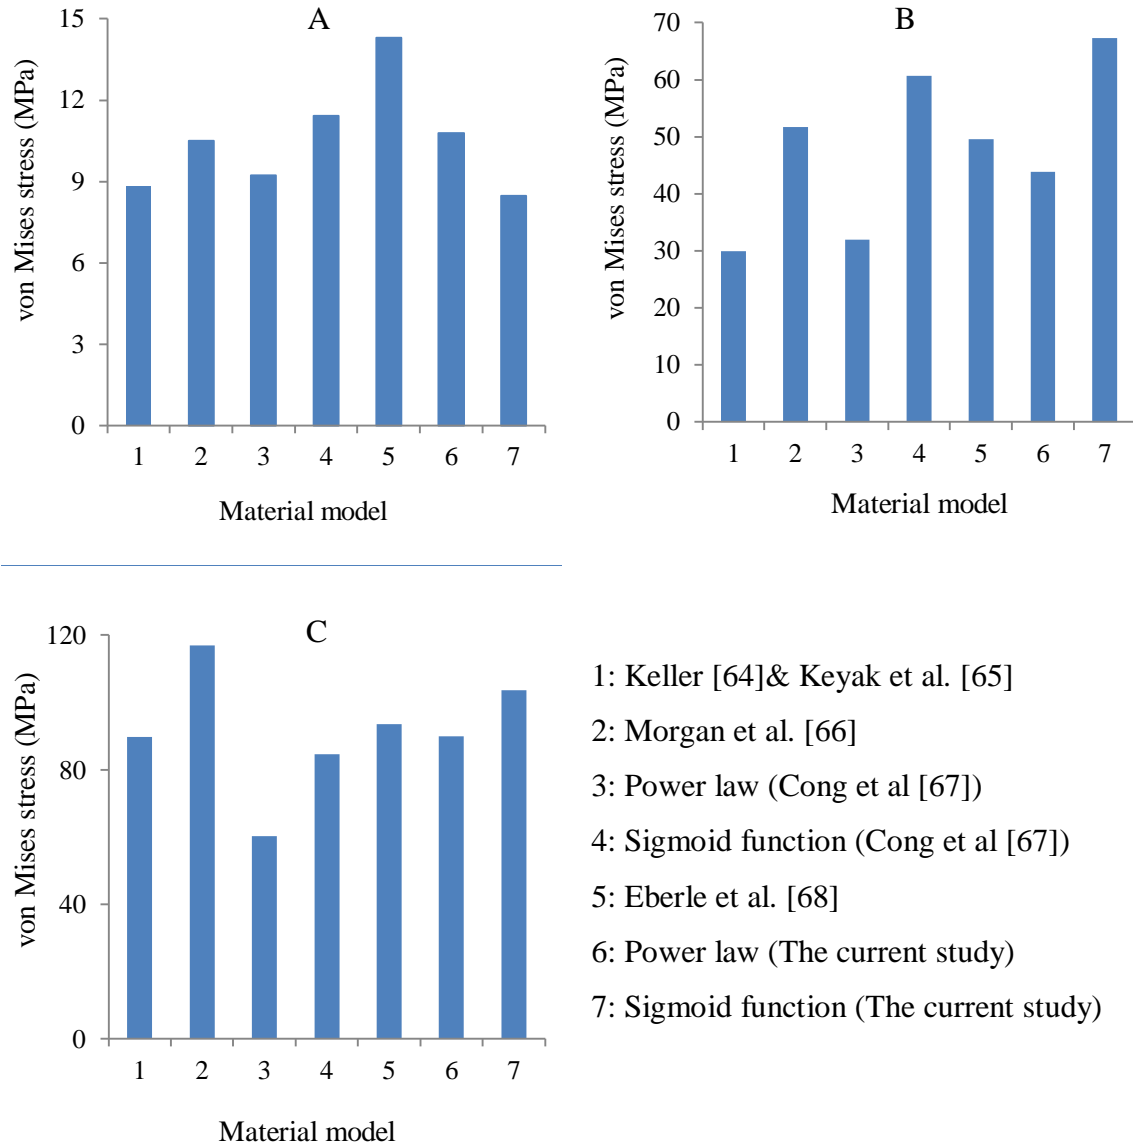 A
von Mises stress (MPa)
15
12
9
6
3
0
1 2 3 4 5 6 7
Material model
B
von Mises stress (MPa)
70
60
50
40
30
20
10
0
1 2 3 4 5 6 7
Material model
C
von Mises stress (MPa)
120
80
40
0
1 2 3 4 5 6 7
Material model
1: Keller [64]& Keyak et al. [65]
2: Morgan et al. [66]
3: Power law (Cong et al [67])
4: Sigmoid function (Cong et al [67])
5: Eberle et al. [68]
6: Power law (The current study)
7: Sigmoid function (The current study)